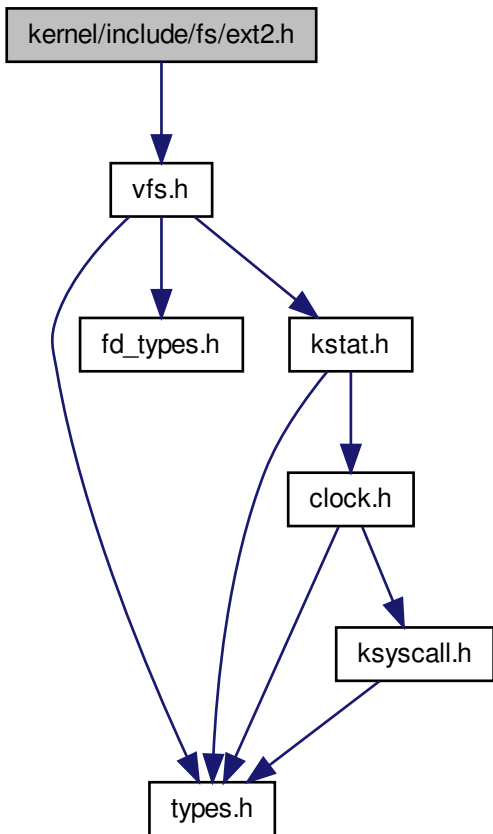 kernel/include/fs/ext2.h
vfs.h
fd_types.h
kstat.h
clock.h
ksyscall.h
types.h